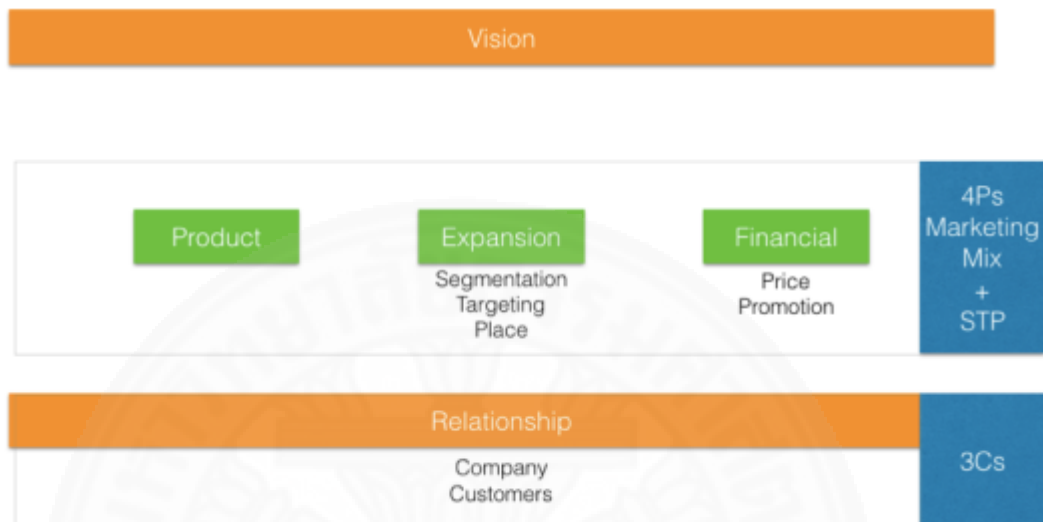 Vision
Product
Expansion
Segmentation
Targeting
Place
Financial
Price
Promotion
4Ps
Marketing
Mix
+
STP
Relationship
Company
Customers
3Cs